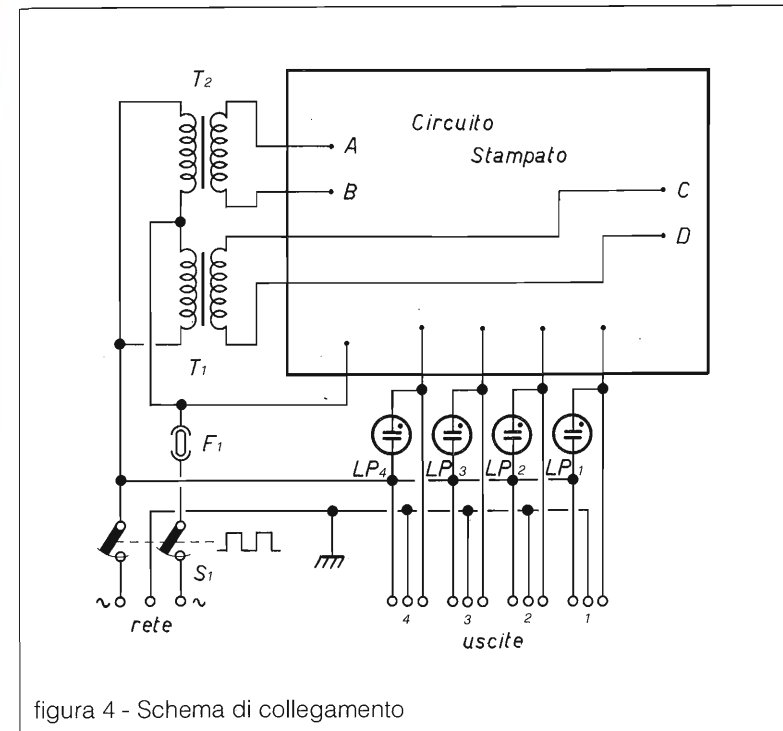 T2
Circuito
Stampato
A
B
C
D
T1
F1
LP4 LP3 LP2 LP1
S1
~ ~
rete
4 3 2 1
uscite
figura 4 - Schema di collegamento